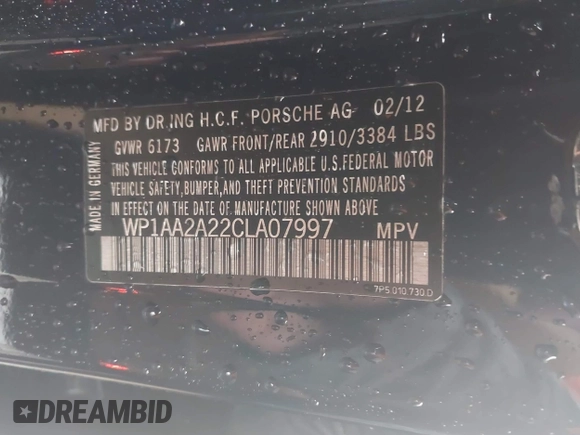 MFD BY DR.ING H.C.F. PORSCHE AG 02/12
GVWR 6173 GAWR FRONT/REAR 2910/3384 LBS
THIS VEHICLE CONFORMS TO ALL APPLICABLE U.S.FEDERAL MOTOR
VEHICLE SAFETY,BUMPER,AND THEFT PREVENTION STANDARDS
IN EFFECT ON THE DATE OF MANUFACTURE SHOWN ABOVE
WP1AA2A22CLA07997 MPV
7P5 010 730 D
MADE IN GERMANY
DREAMBID